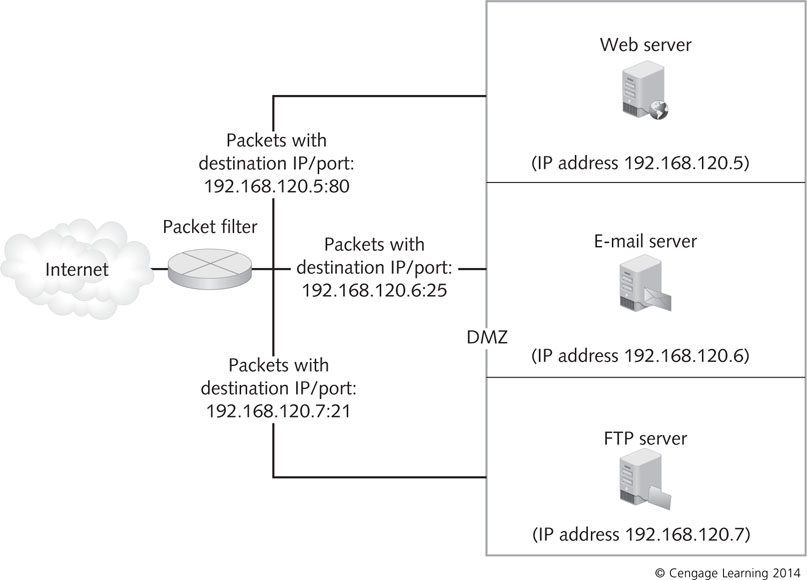 Web server
(IP address 192.168.120.5)
Packets with
destination IP/port:
192.168.120.5:80
Packet filter
Internet
Packets with
destination IP/port:
192.168.120.6:25
E-mail server
(IP address 192.168.120.6)
DMZ
Packets with
destination IP/port:
192.168.120.7:21
FTP server
(IP address 192.168.120.7)
© Cengage Learning 2014